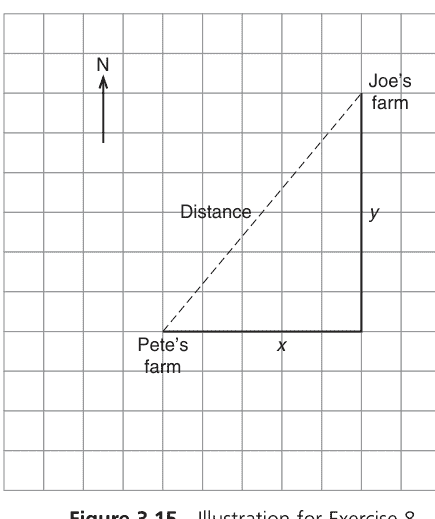 N
Joe's
farm
Distance
y
Pete's
farm
x
Figure 3.15 Illustration for Exercise 8